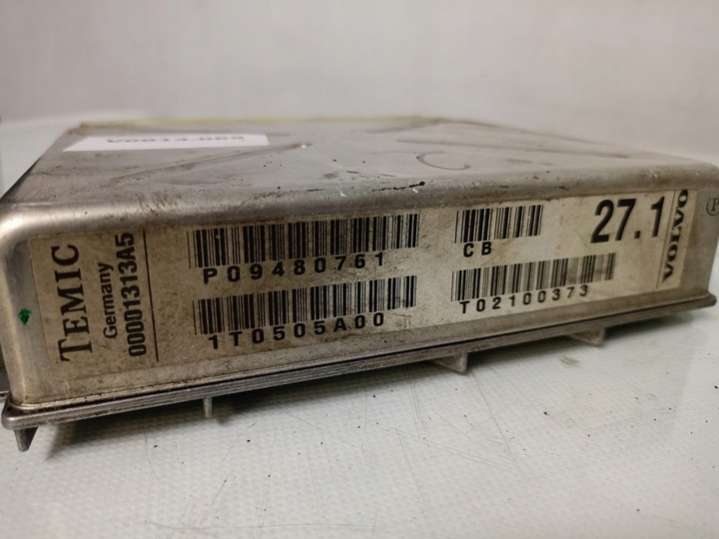 TEMIC
Germany
00001313A5
P09480761
1T0505A00
CB
T02100373
27.1
VOLVO